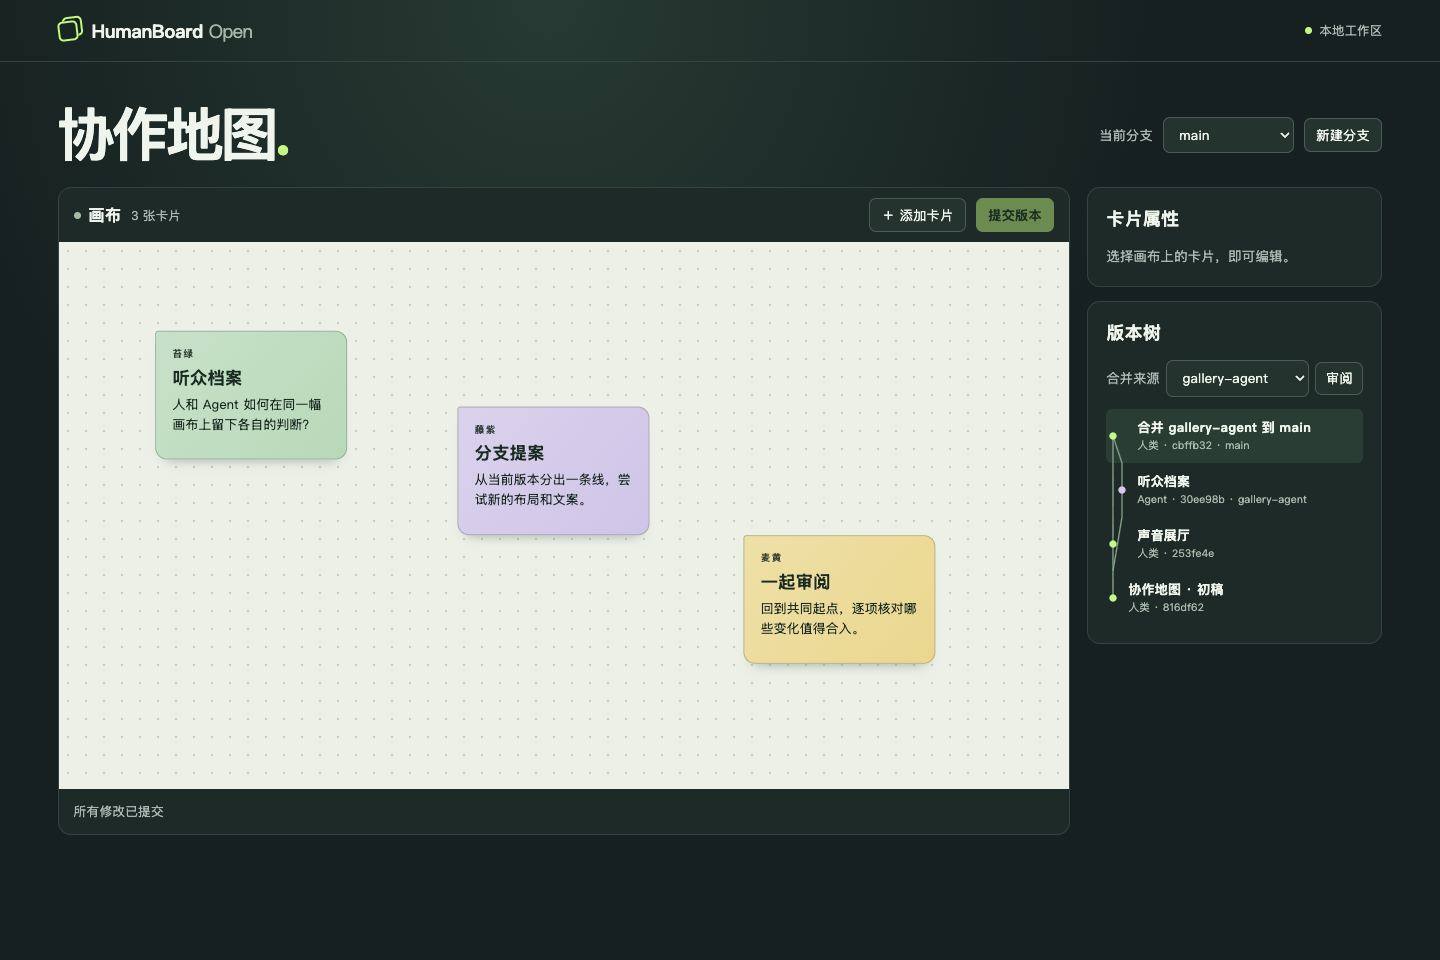 HumanBoard Open
本地工作区
协作地图.
当前分支
main
新建分支
画布
3 张卡片
+ 添加卡片
提交版本
苔绿
听众档案
人和 Agent 如何在同一幅
画布上留下各自的判断？
藤紫
分支提案
从当前版本分出一条线，尝
试新的布局和文案。
麦黄
一起审阅
回到共同起点，逐项核对哪
些变化值得合入。
所有修改已提交
卡片属性
选择画布上的卡片，即可编辑。
版本树
合并来源
gallery-agent
审阅
合并 gallery-agent 到 main
人类 · cbffb32 · main
听众档案
Agent · 30ee98b · gallery-agent
声音展厅
人类 · 253fe4e
协作地图 · 初稿
人类 · 816df62